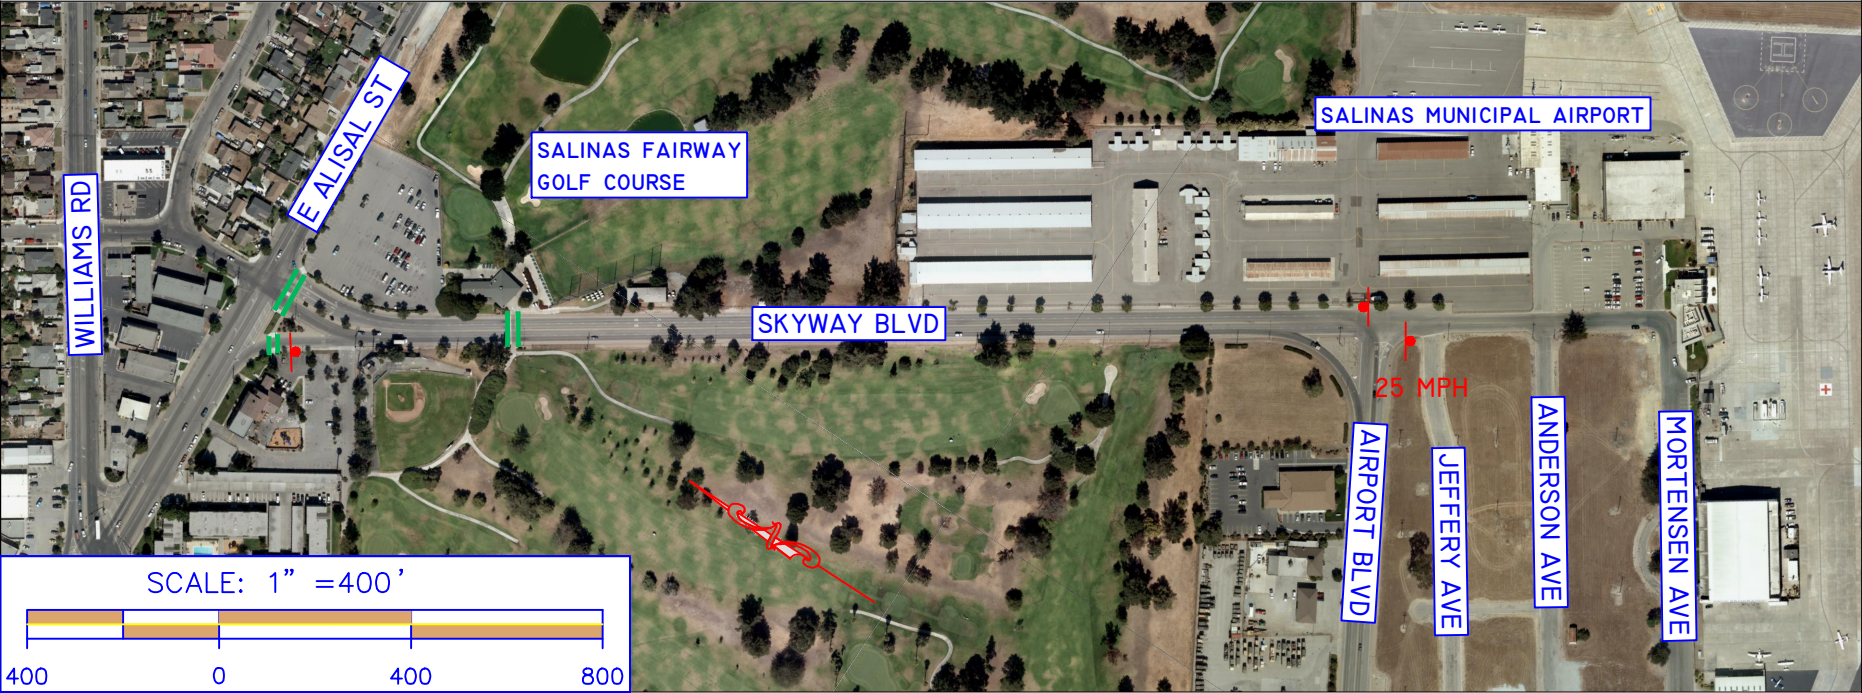 E ALISAL ST
SALINAS MUNICIPAL AIRPORT
SALINAS FAIRWAY
GOLF COURSE
WILLIAMS RD
SKYWAY BLVD
25 MPH
AIRPORT BLVD
JEFFERY AVE
ANDERSON AVE
MORTENSEN AVE
H
SCALE: 1" =400'
400 0 400 800